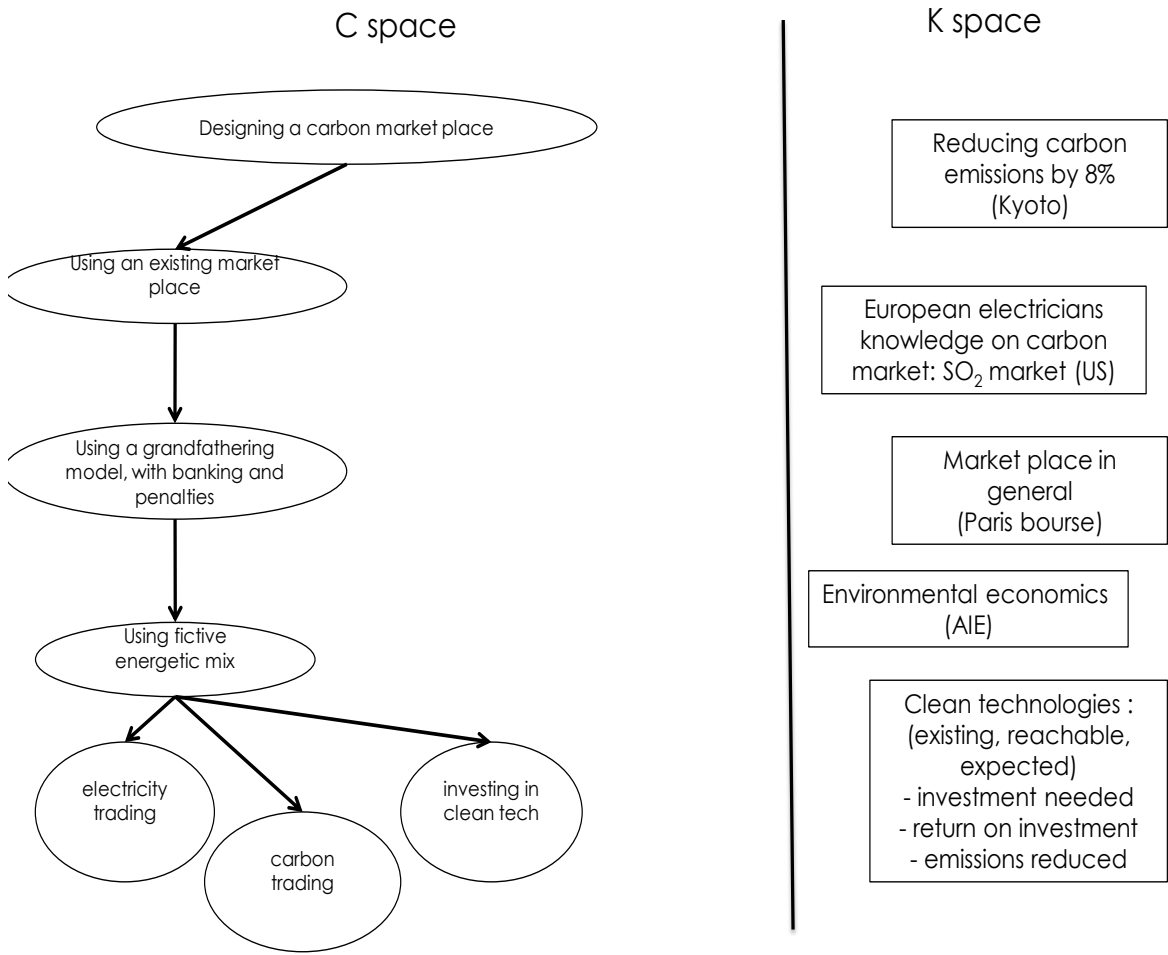 C space
K space
Designing a carbon market place
Using an existing market
place
Using a grandfathering
model, with banking and
penalties
Using fictive
energetic mix
electricity
trading
carbon
trading
investing in
clean tech
Reducing carbon
emissions by 8%
(Kyoto)
European electricians
knowledge on carbon
market: SO₂ market (US)
Market place in
general
(Paris bourse)
Environmental economics
(AIE)
Clean technologies :
(existing, reachable,
expected)
- investment needed
- return on investment
- emissions reduced